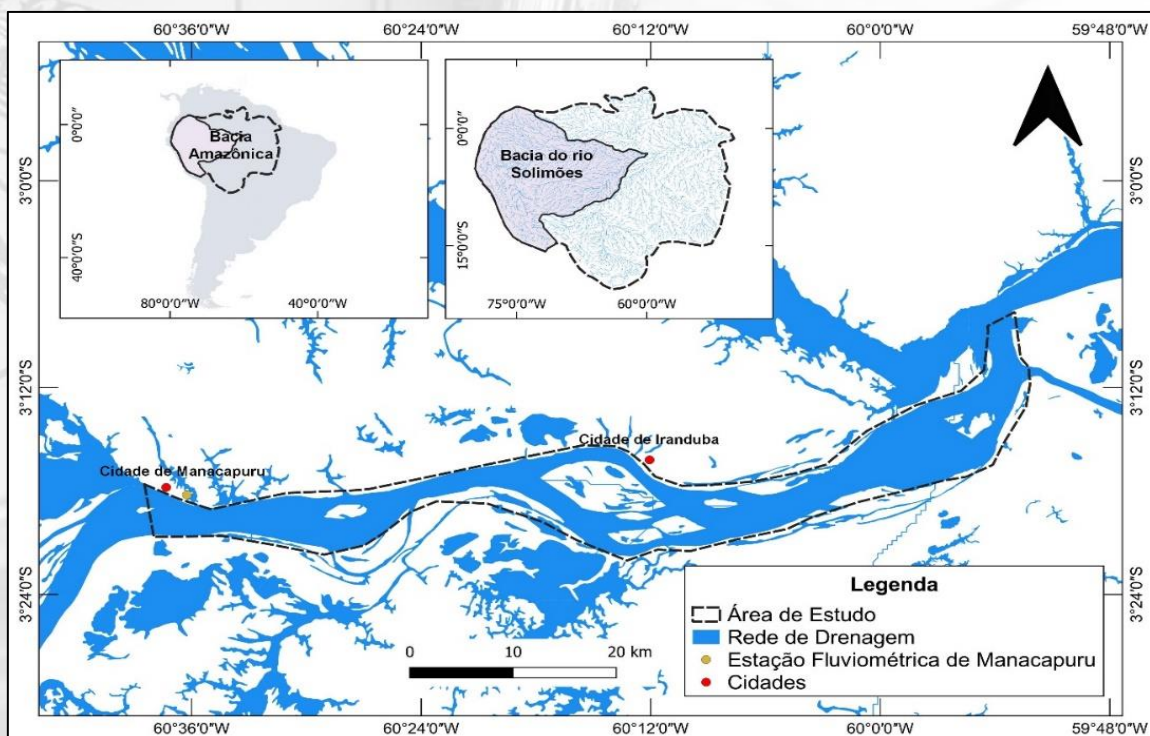 60°36'0"W 60°24'0"W 60°12'0"W 60°00'0"W 59°48'0"W
0°0'0"
40°0'0"S
Bacia
Amazônica
80°0'0"W 40°0'0"W
0°0'0"
15°0'0"S
Bacia do rio
Solimões
75°0'0"W 60°0'0"W
3°0'0"S
3°0'0"S
3°12'0"S
3°12'0"S
Cidade de Iranduba
Cidade de Manacapuru
3°24'0"S
3°24'0"S
Legenda
Área de Estudo
Rede de Drenagem
Estação Fluviométrica de Manacapuru
Cidades
0 10 20 km
60°36'0"W 60°24'0"W 60°12'0"W 60°00'0"W 59°48'0"W